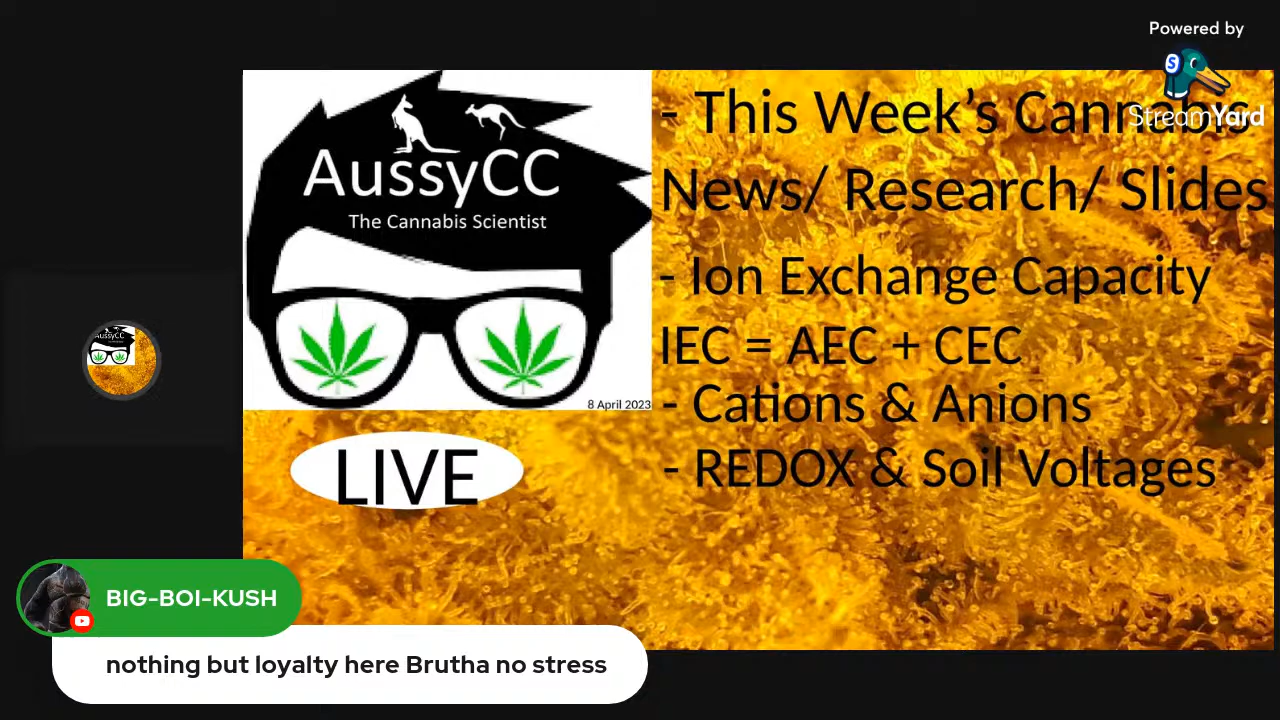 Powered by
StreamYard
- This Week’s Cannabis
News/ Research/ Slides
AussyCC
The Cannabis Scientist
- Ion Exchange Capacity
IEC = AEC + CEC
- Cations & Anions
8 April 2023
- REDOX & Soil Voltages
LIVE
AussyCC
BIG-BOI-KUSH
nothing but loyalty here Brutha no stress